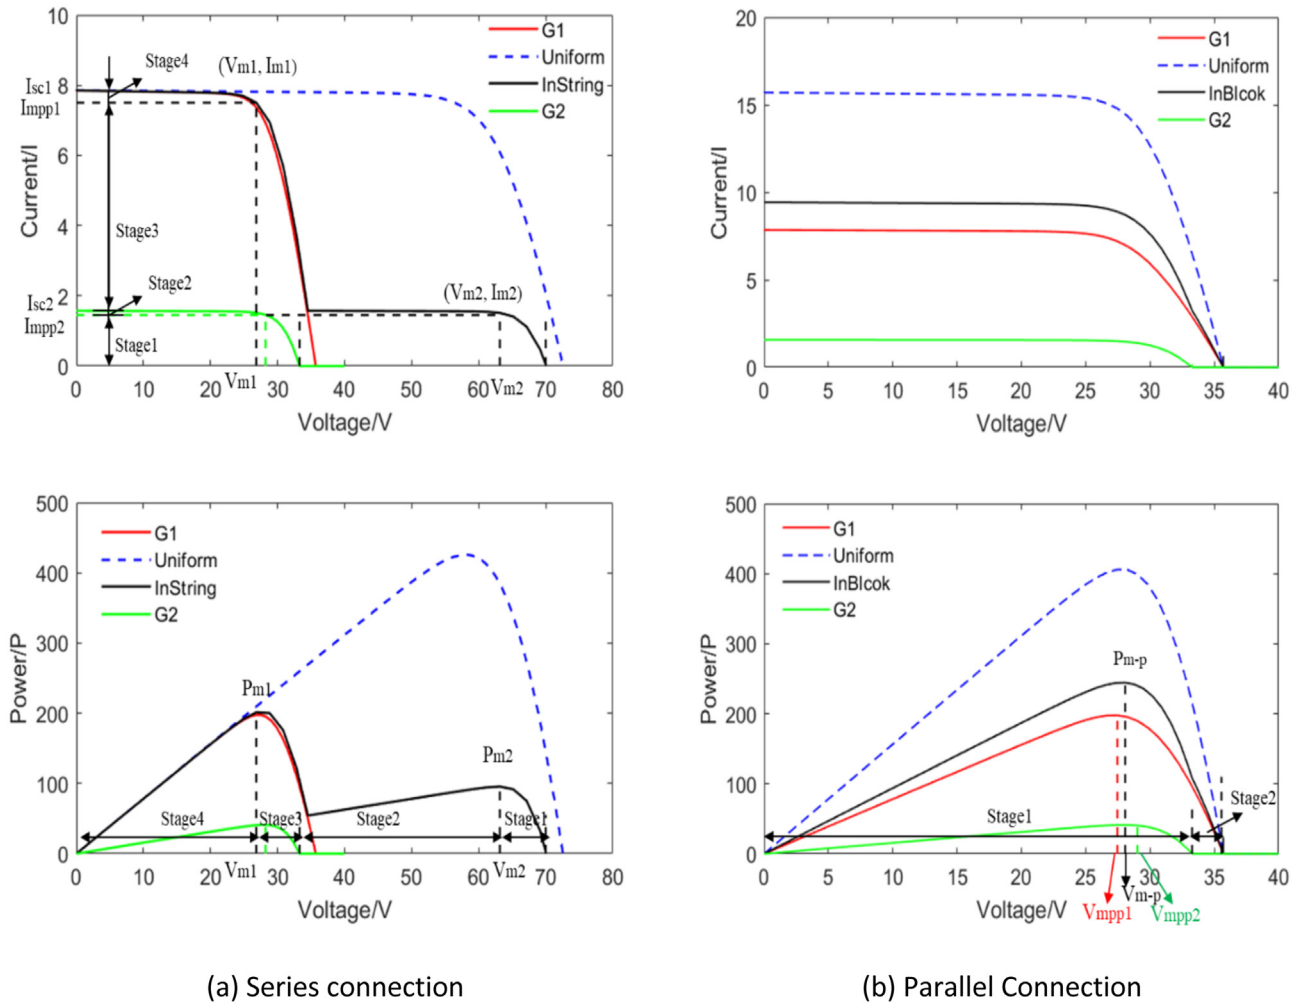 10
8
6
4
2
0
Current/I
Isc1
Impp1
Isc2
Impp2
Stage4
(Vm1, Im1)
Stage3
Stage2
Stage1
(Vm2, Im2)
G1
Uniform
InString
G2
0 10 20 30 40 50 60 70 80
Vm1
Vm2
Voltage/V
20
15
10
5
0
Current/I
G1
Uniform
InBlcok
G2
0 5 10 15 20 25 30 35 40
Voltage/V
500
400
300
200
100
0
Power/P
G1
Uniform
InString
G2
Pm1
Pm2
Stage4
Stage3
Stage2
Stage1
0 10 20 30 40 50 60 70 80
Vm1
Vm2
Voltage/V
500
400
300
200
100
0
Power/P
G1
Uniform
InBlcok
G2
Pm-p
Stage1
Stage2
0 5 10 15 20 25 30 35 40
Voltage/V
Vm-p
Vmpp1
Vmpp2
(a) Series connection
(b) Parallel Connection